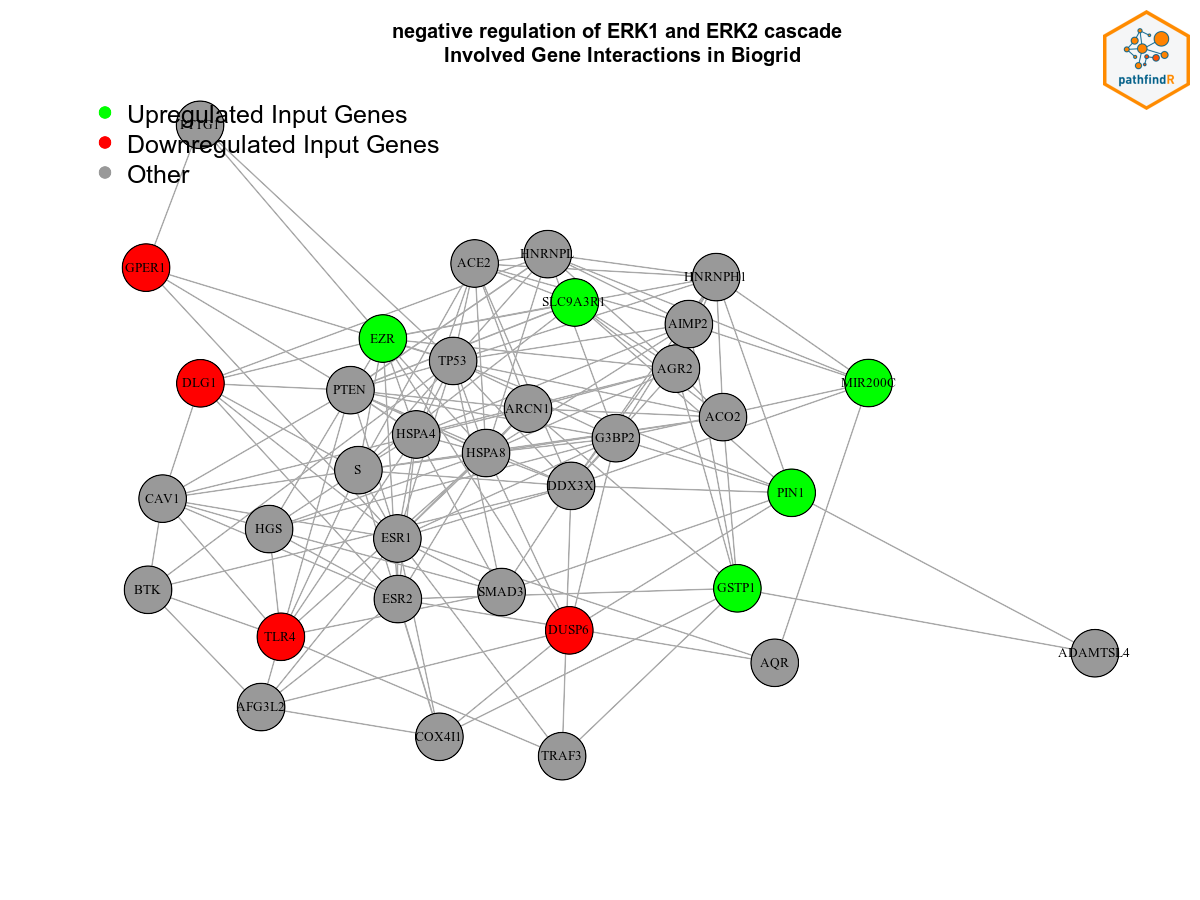 negative regulation of ERK1 and ERK2 cascade
Involved Gene Interactions in Biogrid
pathfindR
Upregulated Input Genes
Downregulated Input Genes
Other
GPER1
ACE2
HNRNPL
HNRNPH1
SLC9A3R1
AIMP2
EZR
TP53
AGR2
DLG1
PTEN
MIR200C
ARCN1
ACO2
HSPA4
G3BP2
HSPA8
S
DDX3X
PIN1
CAV1
HGS
ESR1
BTK
ESR2
SMAD3
GSTP1
TLR4
DUSP6
AQR
ADAMTSL4
AFG3L2
COX4I1
TRAF3